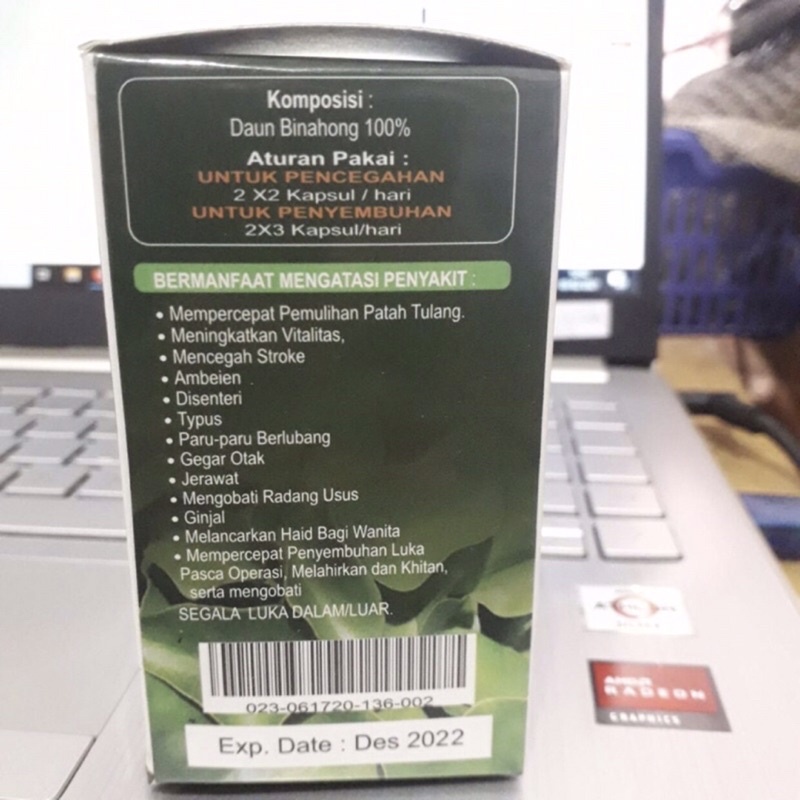 Komposisi :
Daun Binahong 100%
Aturan Pakai :
UNTUK PENCEGAHAN
2 X2 Kapsul / hari
UNTUK PENYEMBUHAN
2X3 Kapsul/hari
BERMANFAAT MENGATASI PENYAKIT :
• Mempercepat Pemulihan Patah Tulang.
• Meningkatkan Vitalitas,
• Mencegah Stroke
• Ambeien
• Disenteri
• Typus
• Paru-paru Berlubang
• Gegar Otak
• Jerawat
• Mengobati Radang Usus
• Ginjal
• Melancarkan Haid Bagi Wanita
• Mempercepat Penyembuhan Luka
Pasca Operasi, Melahirkan dan Khitan,
serta mengobati
SEGALA LUKA DALAM/LUAR.
023-061720-136-002
Exp. Date : Des 2022
RADEON
GRAPHICS